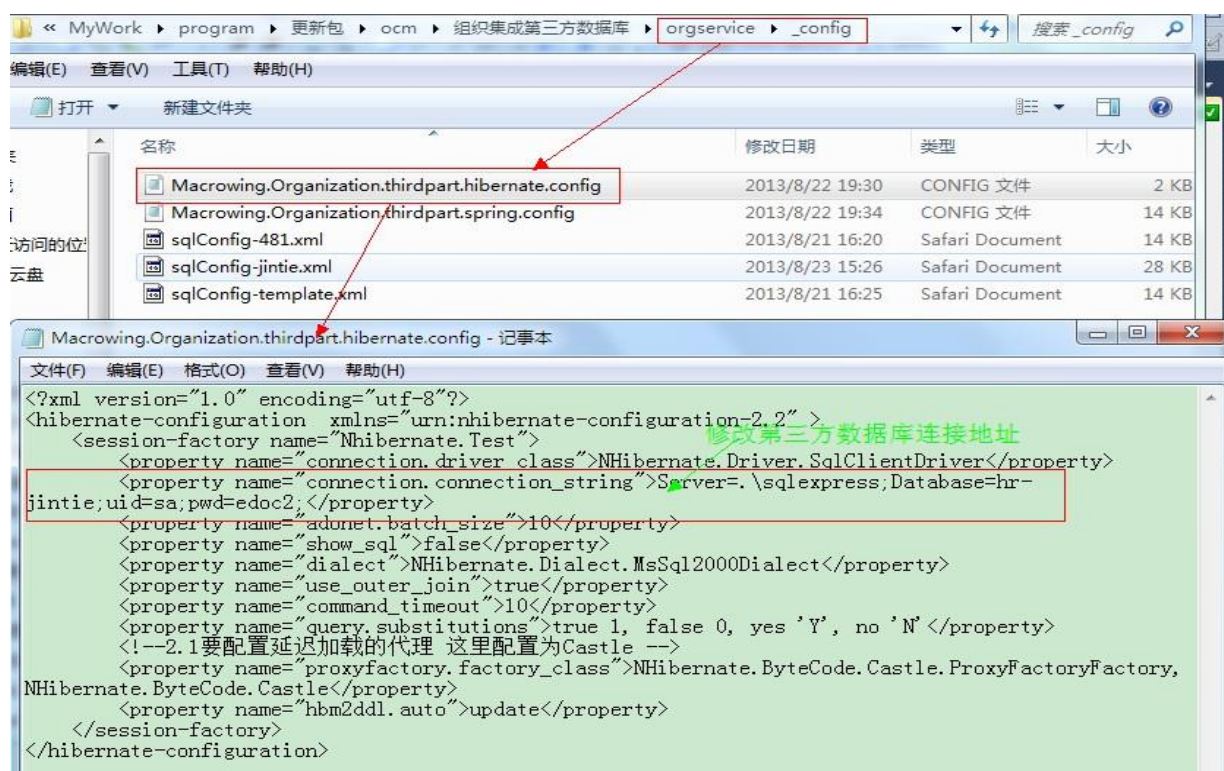 « MyWork ▸ program ▸ 更新包 ▸ ocm ▸ 组织集成第三方数据库 ▸ orgservice ▸ _config
搜索 _config
编辑(E) 查看(V) 工具(T) 帮助(H)
打开 新建文件夹
名称 修改日期 类型 大小
Macrowing.Organization.thirdpart.hibernate.config 2013/8/22 19:30 CONFIG 文件 2 KB
Macrowing.Organization.thirdpart.spring.config 2013/8/22 19:34 CONFIG 文件 14 KB
访问的位
sqlConfig-481.xml 2013/8/21 16:20 Safari Document 14 KB
云盘
sqlConfig-jintie.xml 2013/8/23 15:26 Safari Document 28 KB
sqlConfig-template.xml 2013/8/21 16:25 Safari Document 14 KB
Macrowing.Organization.thirdpart.hibernate.config - 记事本
文件(F) 编辑(E) 格式(O) 查看(V) 帮助(H)
<?xml version="1.0" encoding="utf-8"?>
<hibernate-configuration xmlns="urn:nhibernate-configuration-2.2" >
修改第三方数据库连接地址
<session-factory name="Nhibernate.Test">
<property name="connection.driver_class">NHibernate.Driver.SqlClientDriver</property>
<property name="connection.connection_string">Server=.\sqlexpress;Database=hr-
jintie;uid=sa;pwd=edoc2;</property>
<property name="adonet.batch_size">10</property>
<property name="show_sql">false</property>
<property name="dialect">NHibernate.Dialect.MsSql2000Dialect</property>
<property name="use_outer_join">true</property>
<property name="command_timeout">10</property>
<property name="query.substitutions">true 1, false 0, yes 'Y', no 'N'</property>
<!--2.1要配置延迟加载的代理 这里配置为Castle -->
<property name="proxyfactory.factory_class">NHibernate.ByteCode.Castle.ProxyFactoryFactory,
NHibernate.ByteCode.Castle</property>
<property name="hbm2ddl.auto">update</property>
</session-factory>
</hibernate-configuration>